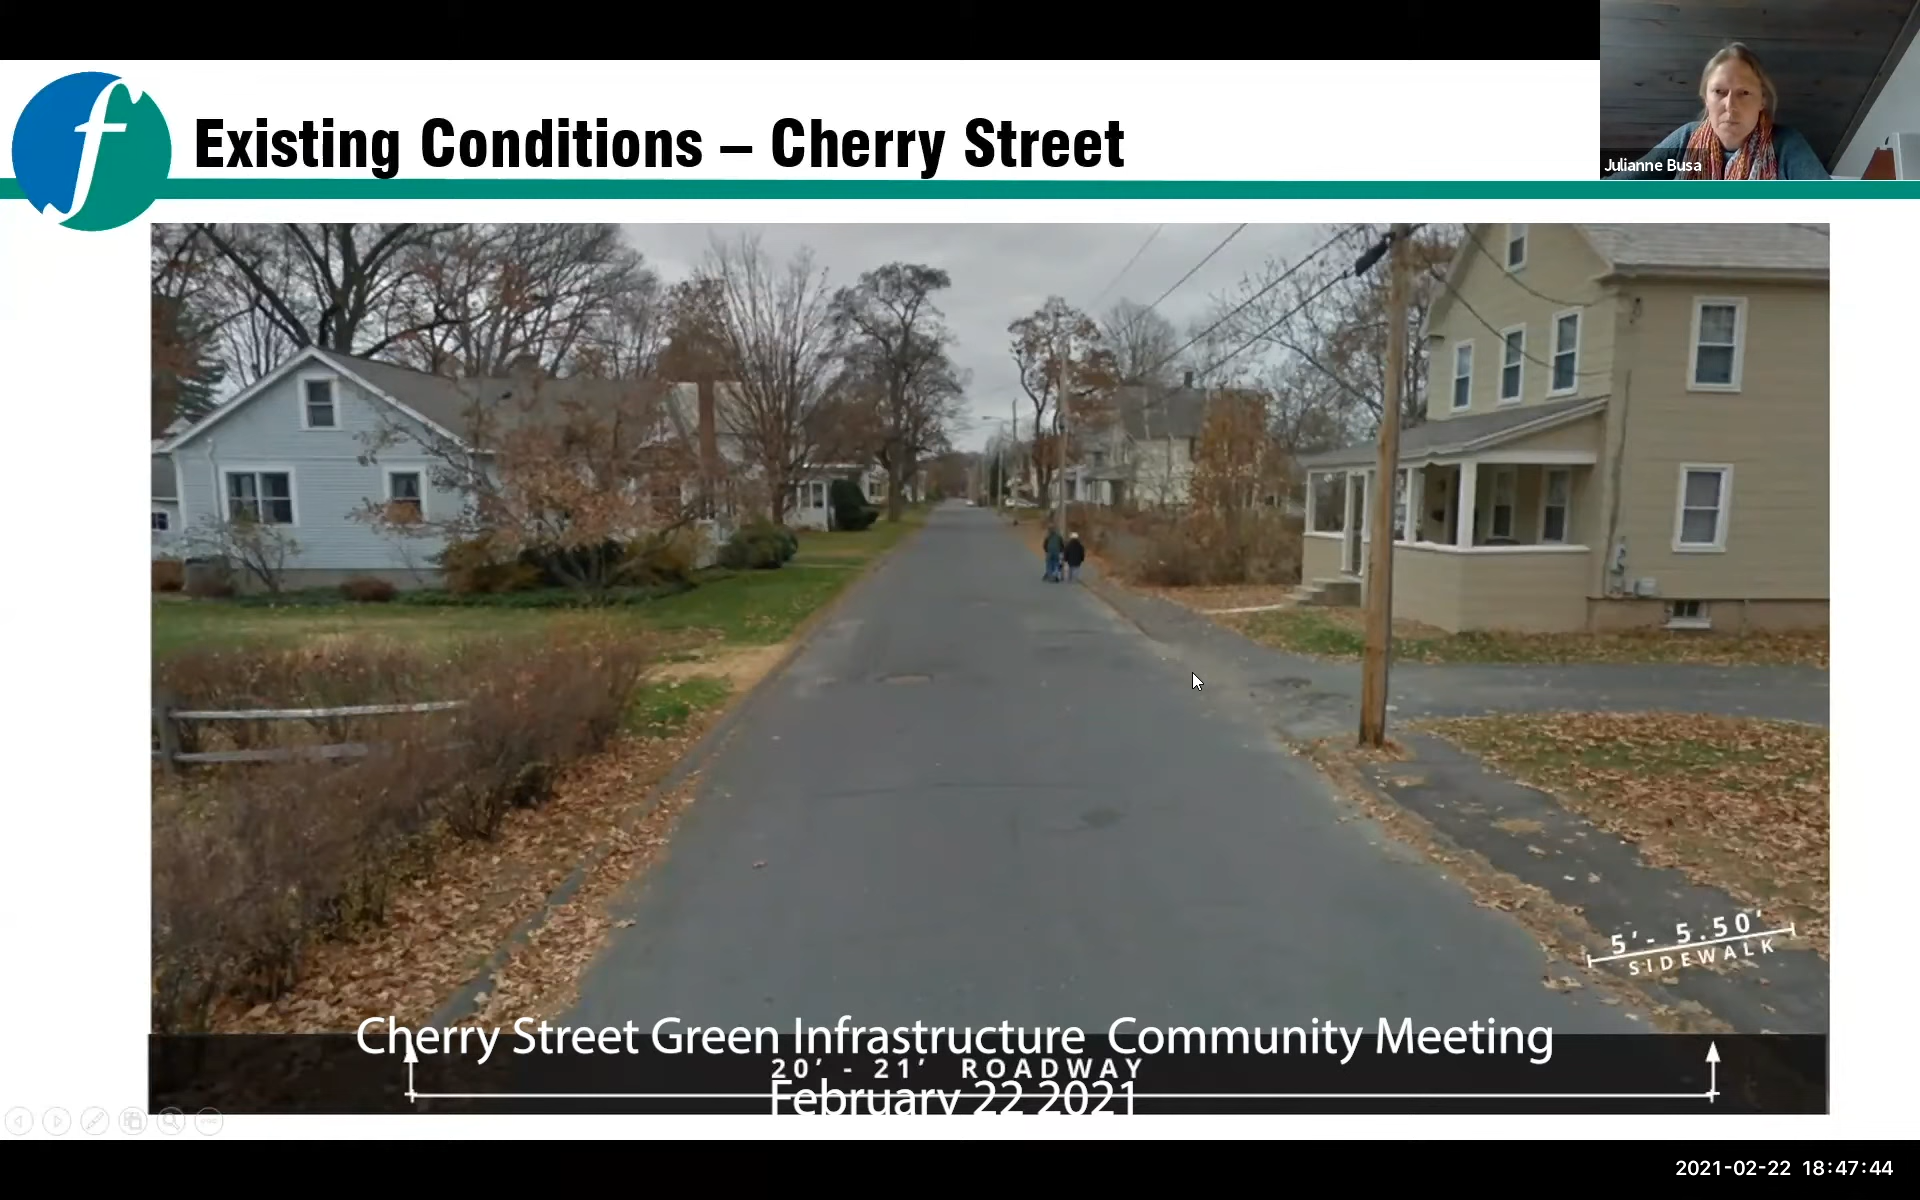 Existing Conditions – Cherry Street
Julianne Busa
5’- 5.50’
SIDEWALK
Cherry Street Green Infrastructure Community Meeting
20’ - 21’ ROADWAY
February 22 2021
2021-02-22 18:47:44